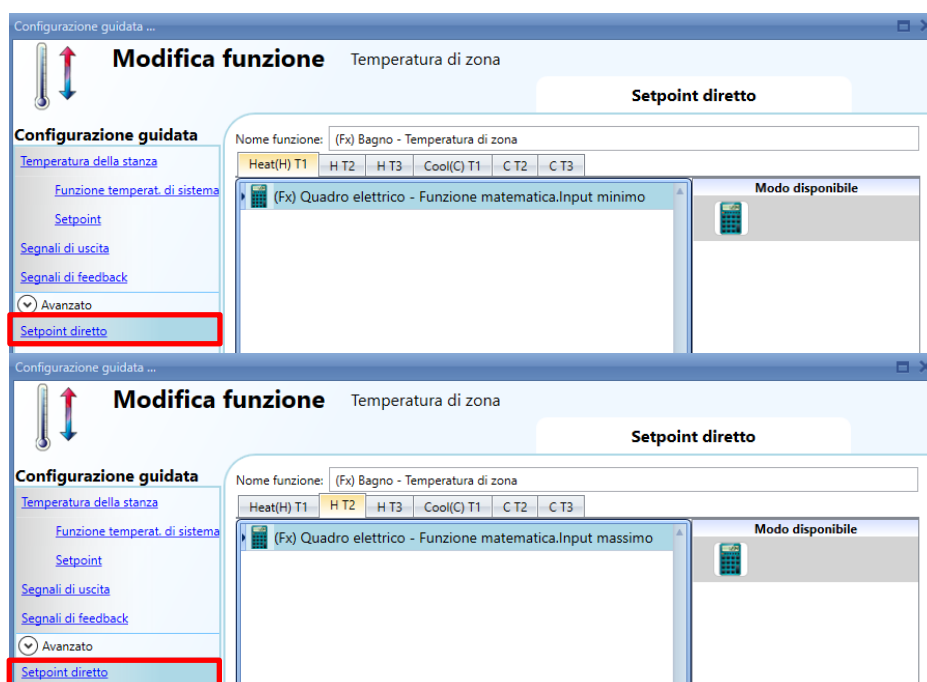 Configurazione guidata ...
Modifica funzione Temperatura di zona
Setpoint diretto
Configurazione guidata
Nome funzione: (Fx) Bagno - Temperatura di zona
Temperatura della stanza
Heat(H) T1 H T2 H T3 Cool(C) T1 C T2 C T3
Modo disponibile
Funzione temperat. di sistema
(Fx) Quadro elettrico - Funzione matematica.Input minimo
Setpoint
Segnali di uscita
Segnali di feedback
Avanzato
Setpoint diretto
Configurazione guidata ...
Modifica funzione Temperatura di zona
Setpoint diretto
Configurazione guidata
Nome funzione: (Fx) Bagno - Temperatura di zona
Temperatura della stanza
Heat(H) T1 H T2 H T3 Cool(C) T1 C T2 C T3
Modo disponibile
Funzione temperat. di sistema
(Fx) Quadro elettrico - Funzione matematica.Input massimo
Setpoint
Segnali di uscita
Segnali di feedback
Avanzato
Setpoint diretto